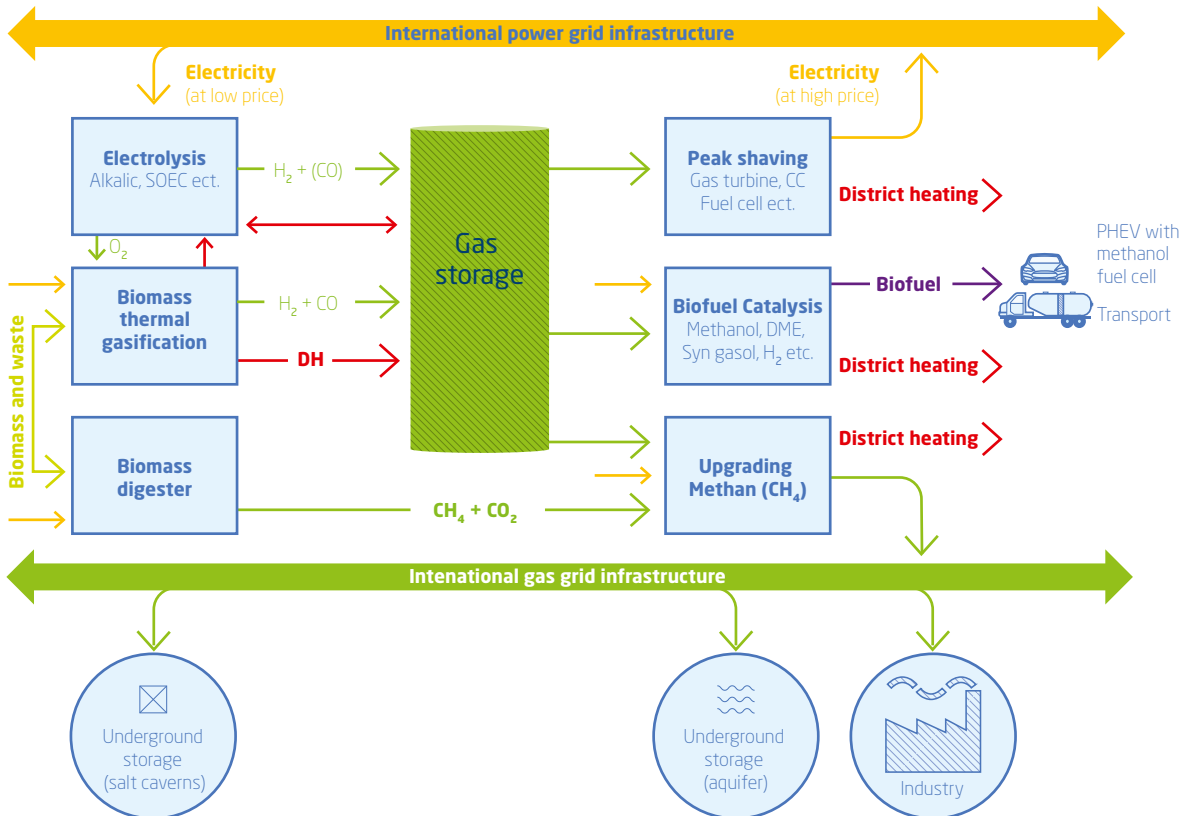 International power grid infrastructure
Electricity
(at low price)
Electricity
(at high price)
Electrolysis
Alkalic, SOEC ect.
H₂ + (CO)
Peak shaving
Gas turbine, CC
Fuel cell ect.
District heating
O₂
Gas
storage
PHEV with
methanol
fuel cell
Transport
Biomass and waste
Biomass
thermal
gasification
H₂ + CO
DH
Biofuel Catalysis
Methanol, DME,
Syn gasol, H₂ etc.
Biofuel
District heating
Biomass
digester
CH₄ + CO₂
Upgrading
Methan (CH₄)
District heating
Intenational gas grid infrastructure
Underground
storage
(salt caverns)
Underground
storage
(aquifer)
Industry